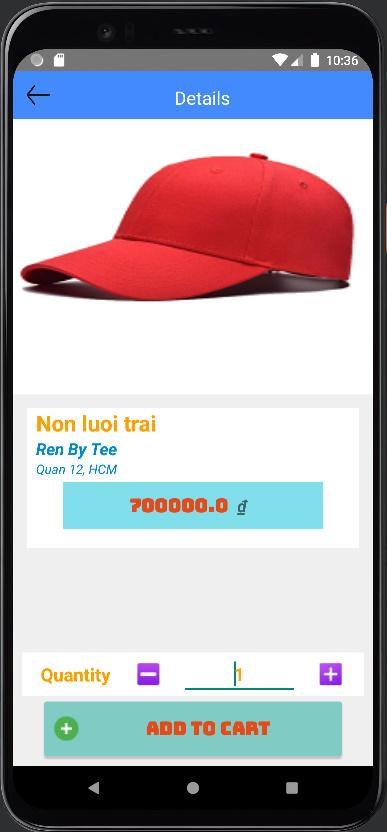 10:36
Details
Non luoi trai
Ren By Tee
Quan 12, HCM
700000.0 đ
Quantity 1
ADD TO CART